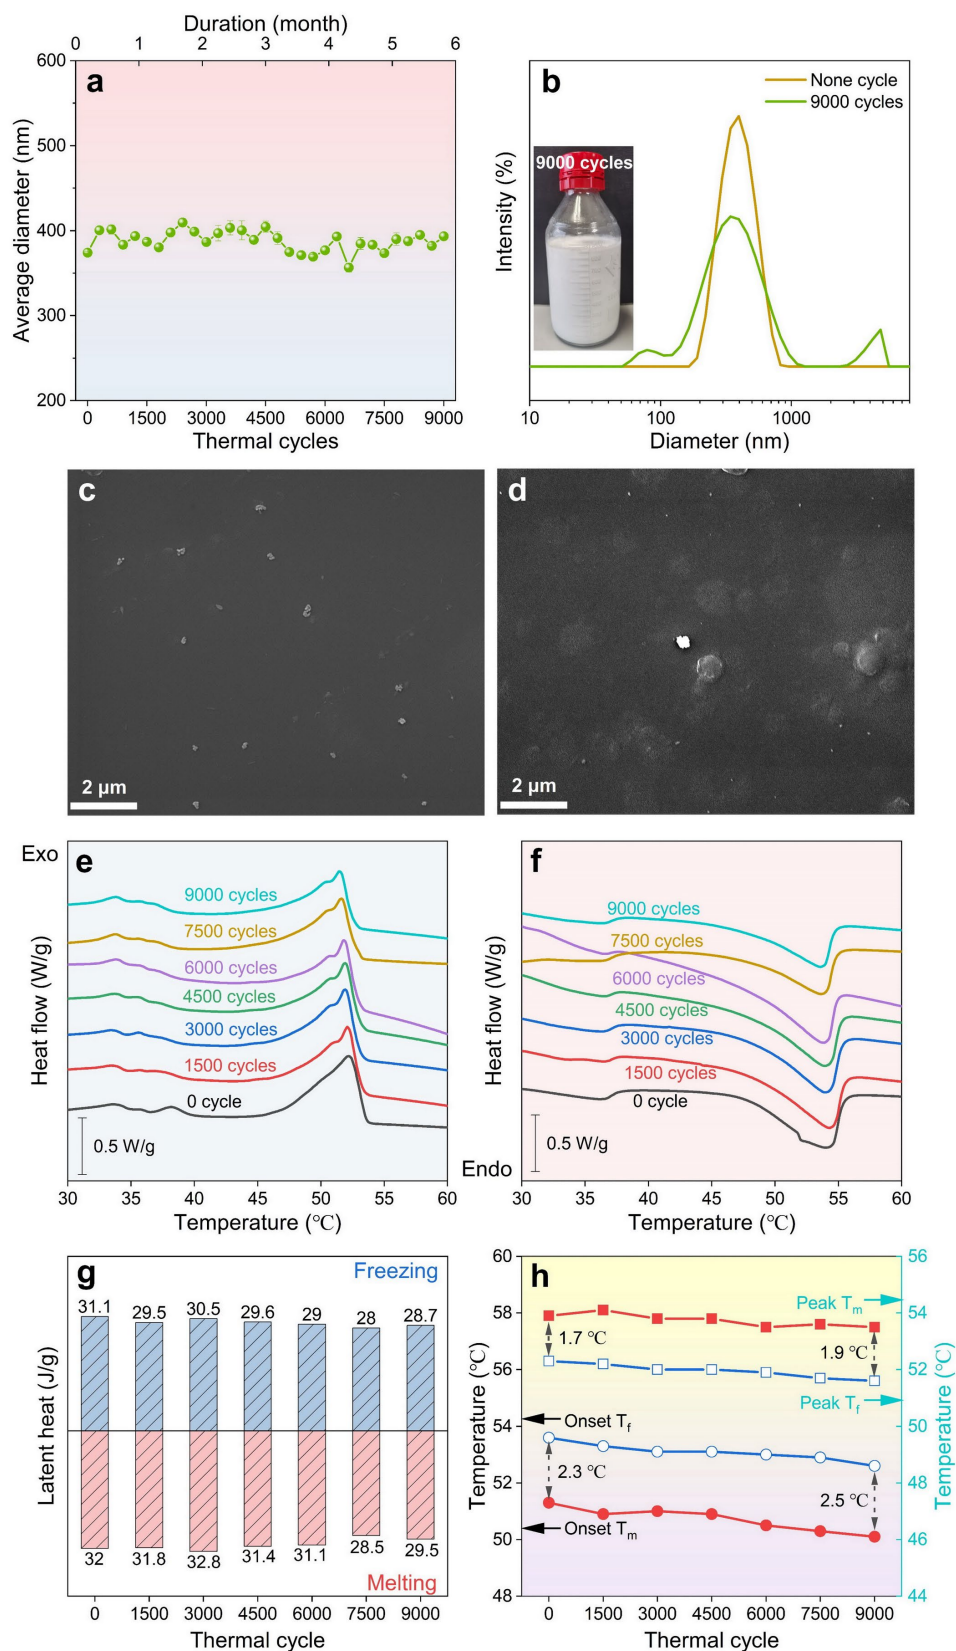 Duration (month)
0 1 2 3 4 5 6
a
600
500
400
300
200
Average diameter (nm)
0 1500 3000 4500 6000 7500 9000
Thermal cycles
b
None cycle
9000 cycles
9000 cycles
Intensity (%)
10 100 1000
Diameter (nm)
c
2 μm
d
2 μm
Exo
e
9000 cycles
7500 cycles
6000 cycles
4500 cycles
3000 cycles
1500 cycles
0 cycle
0.5 W/g
Heat flow (W/g)
30 35 40 45 50 55 60
Temperature (℃)
f
9000 cycles
7500 cycles
6000 cycles
4500 cycles
3000 cycles
1500 cycles
0 cycle
0.5 W/g
Endo
Heat flow (W/g)
30 35 40 45 50 55 60
Temperature (℃)
g
Freezing
31.1 29.5 30.5 29.6 29 28 28.7
Latent heat (J/g)
32 31.8 32.8 31.4 31.1 28.5 29.5
Melting
0 1500 3000 4500 6000 7500 9000
Thermal cycle
h
60
58
56
54
52
50
48
Temperature (℃)
Peak Tm
1.7 ℃
1.9 ℃
Peak Tf
Onset Tf
2.3 ℃
2.5 ℃
Onset Tm
56
54
52
50
48
46
44
Temperature (℃)
0 1500 3000 4500 6000 7500 9000
Thermal cycle